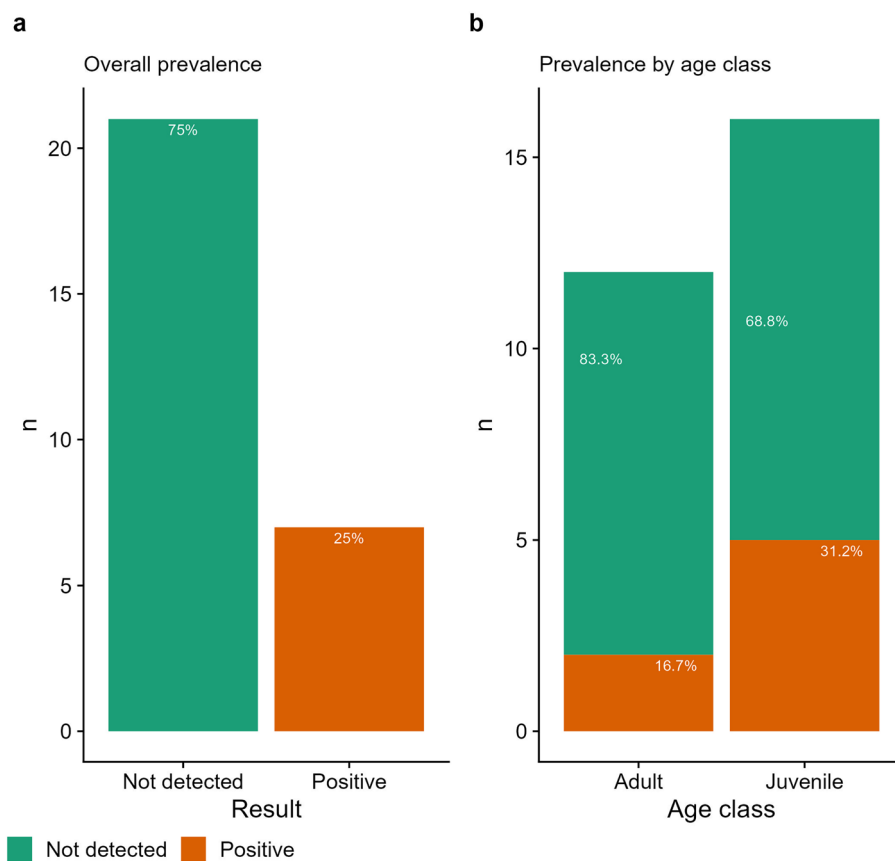 a
Overall prevalence
20
15
10
5
0
n
75%
25%
Not detected Positive
Result
b
Prevalence by age class
15
10
5
0
n
83.3%
16.7%
68.8%
31.2%
Adult Juvenile
Age class
Not detected Positive